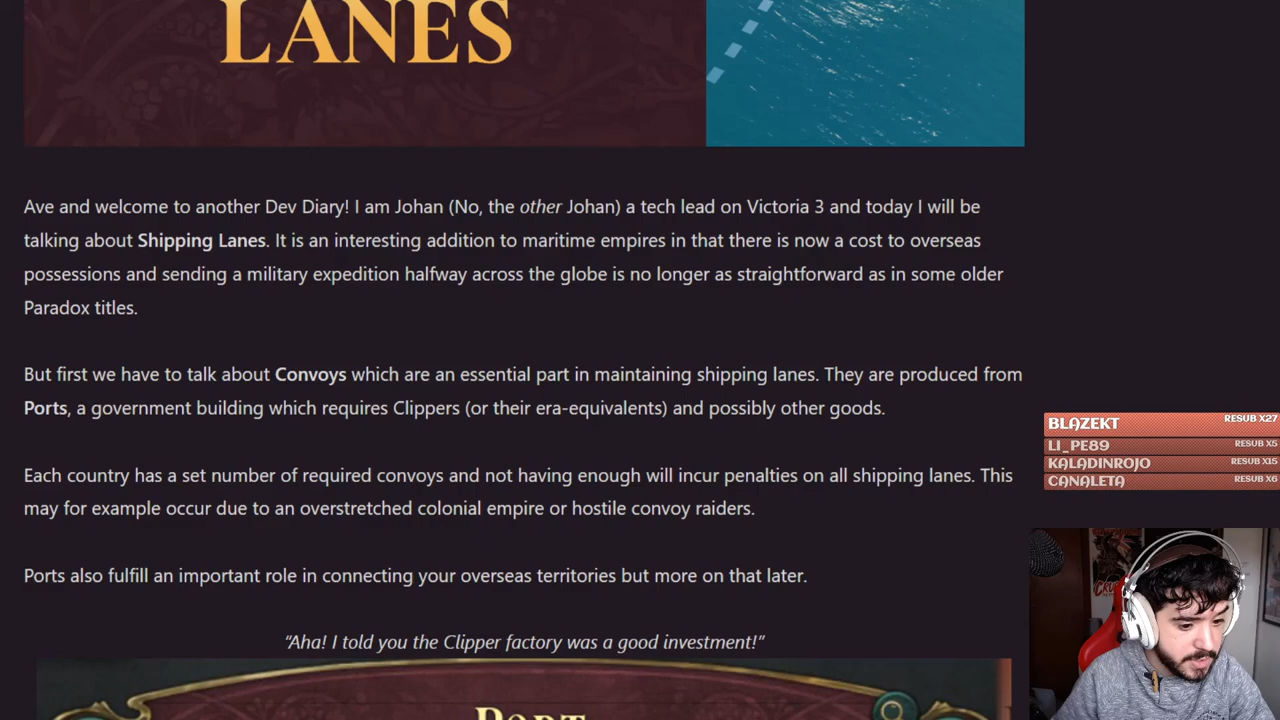 LANES
Ave and welcome to another Dev Diary! I am Johan (No, the other Johan) a tech lead on Victoria 3 and today I will be
talking about Shipping Lanes. It is an interesting addition to maritime empires in that there is now a cost to overseas
possessions and sending a military expedition halfway across the globe is no longer as straightforward as in some older
Paradox titles.
But first we have to talk about Convoys which are an essential part in maintaining shipping lanes. They are produced from
Ports, a government building which requires Clippers (or their era-equivalents) and possibly other goods.
Each country has a set number of required convoys and not having enough will incur penalties on all shipping lanes. This
may for example occur due to an overstretched colonial empire or hostile convoy raiders.
Ports also fulfill an important role in connecting your overseas territories but more on that later.
“Aha! I told you the Clipper factory was a good investment!”
PORT
BLAZEKT RESUB X27
LI_PE89 RESUB X5
KALADINROJO RESUB X15
CANALETA RESUB X6